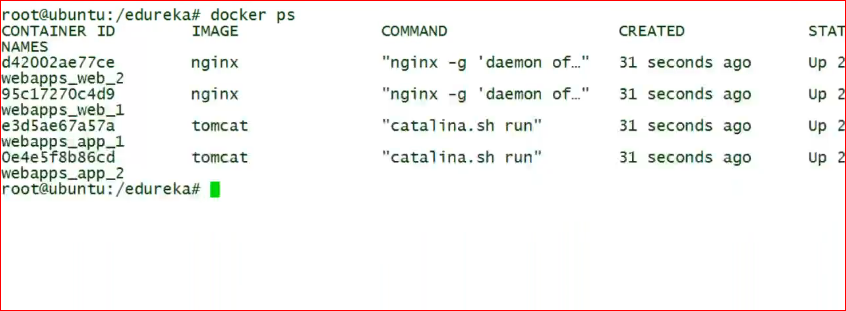 root@ubuntu:/edureka# docker ps
CONTAINER ID IMAGE COMMAND CREATED STAT
NAMES
d42002ae77ce nginx "nginx -g 'daemon of…" 31 seconds ago Up 2
webapps_web_2
95c17270c4d9 nginx "nginx -g 'daemon of…" 31 seconds ago Up 2
webapps_web_1
e3d5ae67a57a tomcat "catalina.sh run" 31 seconds ago Up 2
webapps_app_1
0e4e5f8b86cd tomcat "catalina.sh run" 31 seconds ago Up 2
webapps_app_2
root@ubuntu:/edureka#